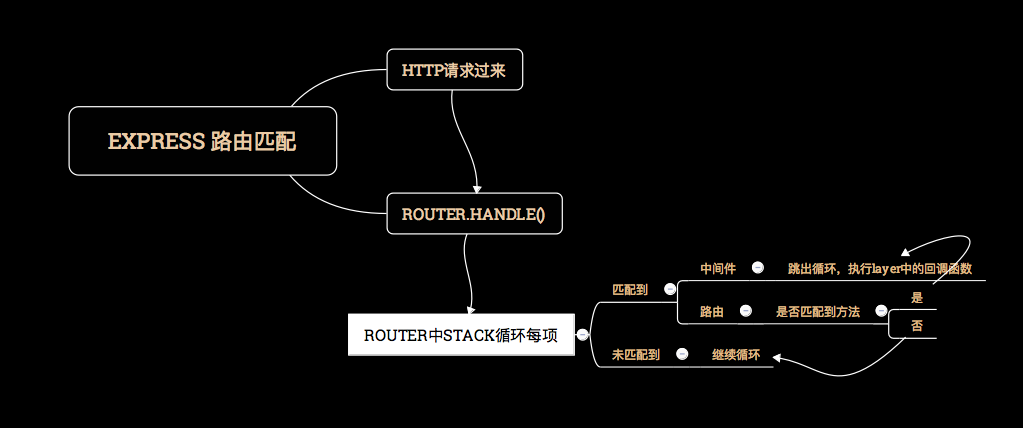 EXPRESS 路由匹配
HTTP请求过来
ROUTER.HANDLE()
ROUTER中STACK循环每项
匹配到
中间件
跳出循环，执行layer中的回调函数
路由
是否匹配到方法
是
否
未匹配到
继续循环